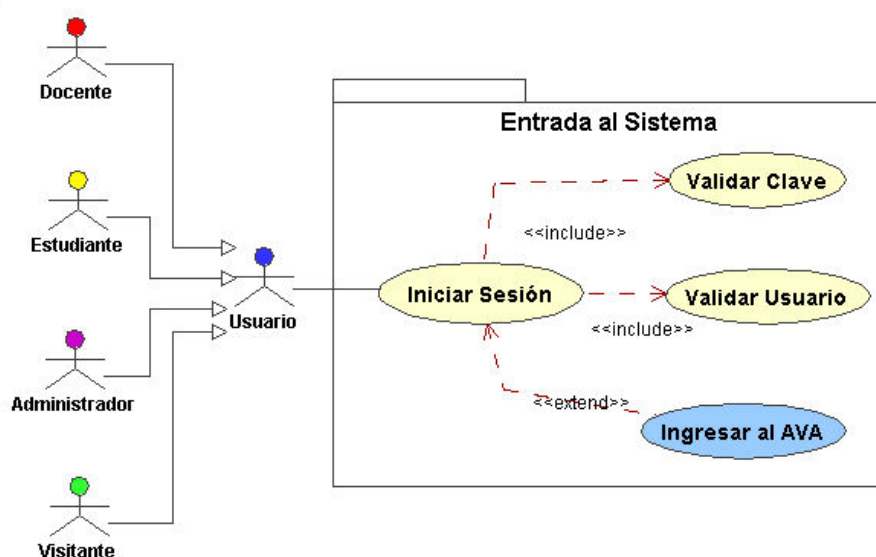 Docente
Entrada al Sistema
Validar Clave
Estudiante
<<include>>
Iniciar Sesión
Validar Usuario
Usuario
<<include>>
Administrador
<<extend>>
Ingresar al AVA
Visitante